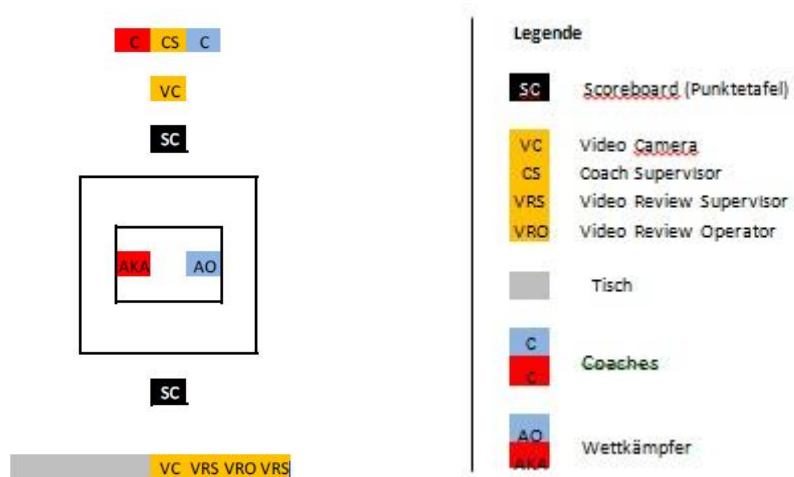 C CS C
VC
SC
AKA AO
SC
VC VRS VRO VRS
Legende
SC Scoreboard (Punktetafel)
VC Video Camera
CS Coach Supervisor
VRS Video Review Supervisor
VRO Video Review Operator
Tisch
C
C
Coaches
AO
AKA
Wettkämpfer